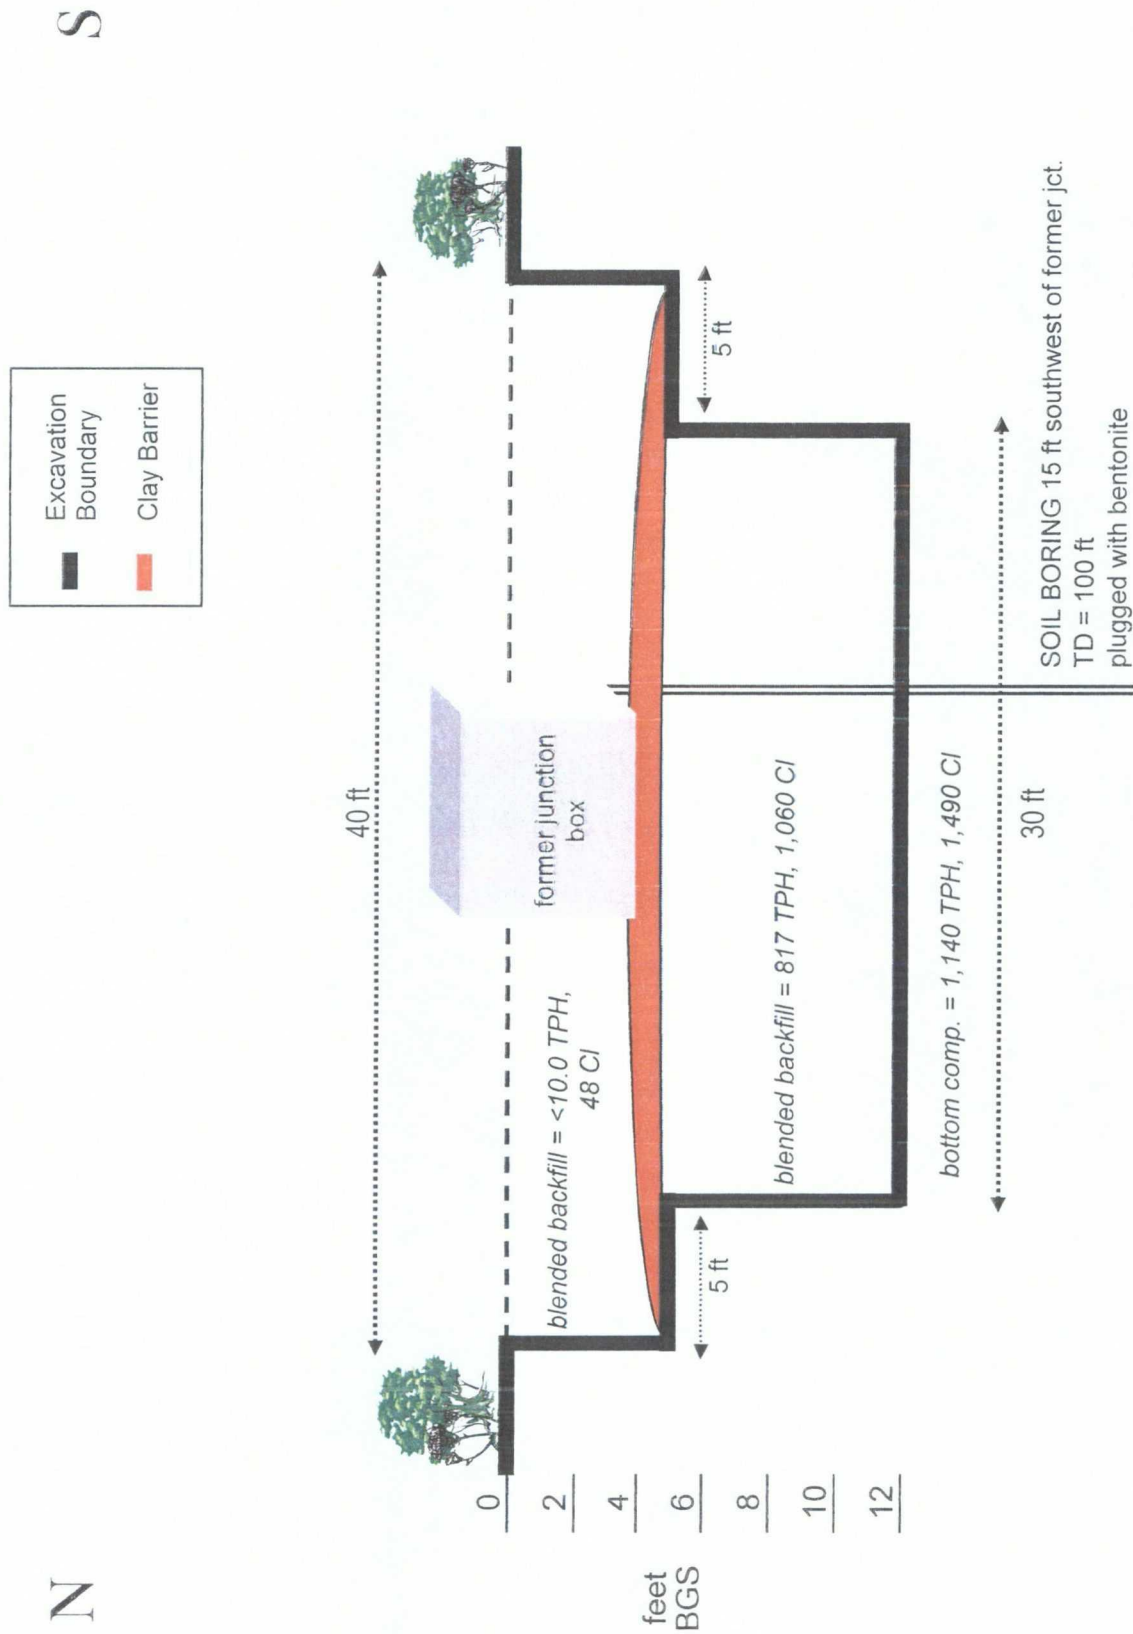 N
S
Excavation
Boundary
Clay Barrier
40 ft
feet
BGS
0
2
4
6
8
10
12
former junction
box
blended backfill = <10.0 TPH,
48 Cl
5 ft
5 ft
blended backfill = 817 TPH, 1,060 Cl
bottom comp. = 1,140 TPH, 1,490 Cl
30 ft
SOIL BORING 15 ft southwest of former jct.
TD = 100 ft
plugged with bentonite